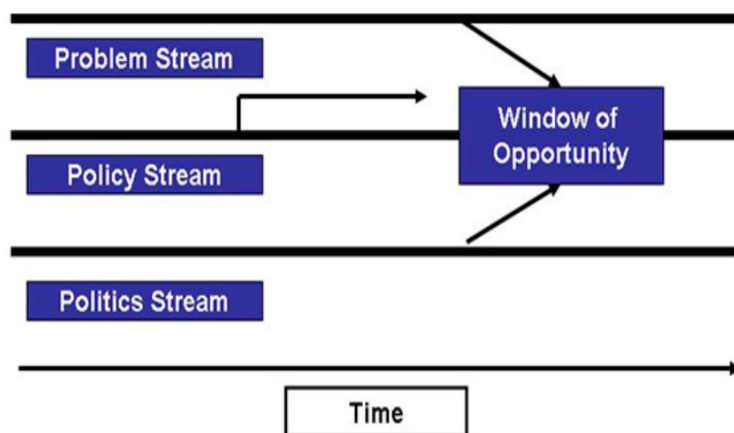 Problem Stream
Window of
Opportunity
Policy Stream
Politics Stream
Time